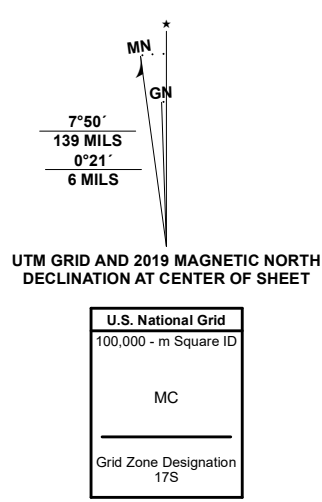 ★
MN
GN
7°50´
139 MILS
0°21´
6 MILS
UTM GRID AND 2019 MAGNETIC NORTH
DECLINATION AT CENTER OF SHEET
U.S. National Grid
100,000 - m Square ID
MC
Grid Zone Designation
17S